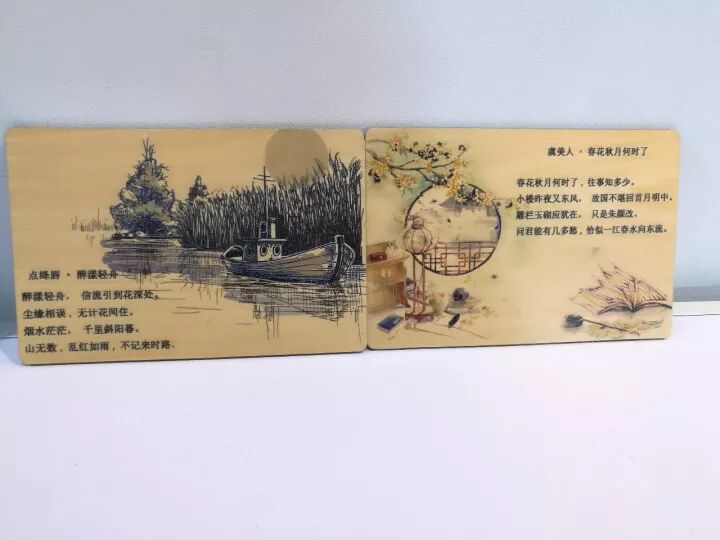 点绛唇·醉漾轻舟
醉漾轻舟， 信流引到花深处。
尘缘相误，无计花间住。
烟水茫茫， 千里斜阳暮。
山无数，乱红如雨，不记来时路。
虞美人·春花秋月何时了
春花秋月何时了，往事知多少。
小楼昨夜又东风， 故国不堪回首月明中。
雕栏玉砌应犹在， 只是朱颜改。
问君能有几多愁，恰似一江春水向东流。